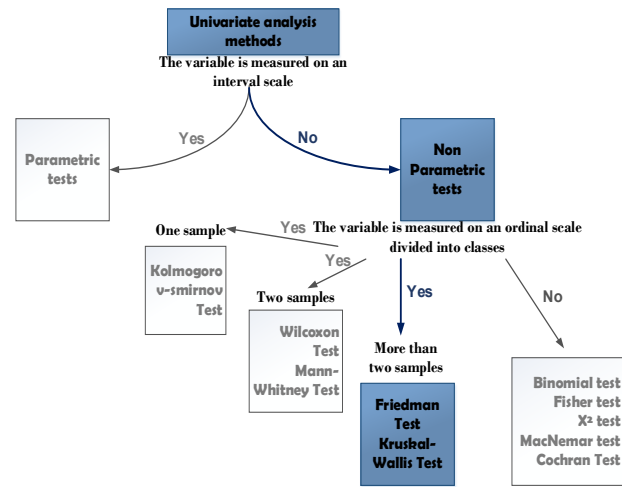 Univariate analysis
methods
The variable is measured on an
interval scale
Yes
No
Parametric
tests
Non
Parametric
tests
The variable is measured on an ordinal scale
divided into classes
One sample
Yes
Kolmogoro
v-smirnov
Test
Yes
Two samples
Wilcoxon
Test
Mann-
Whitney Test
Yes
More than
two samples
Friedman
Test
Kruskal-
Wallis Test
No
Binomial test
Fisher test
X² test
MacNemar test
Cochran Test